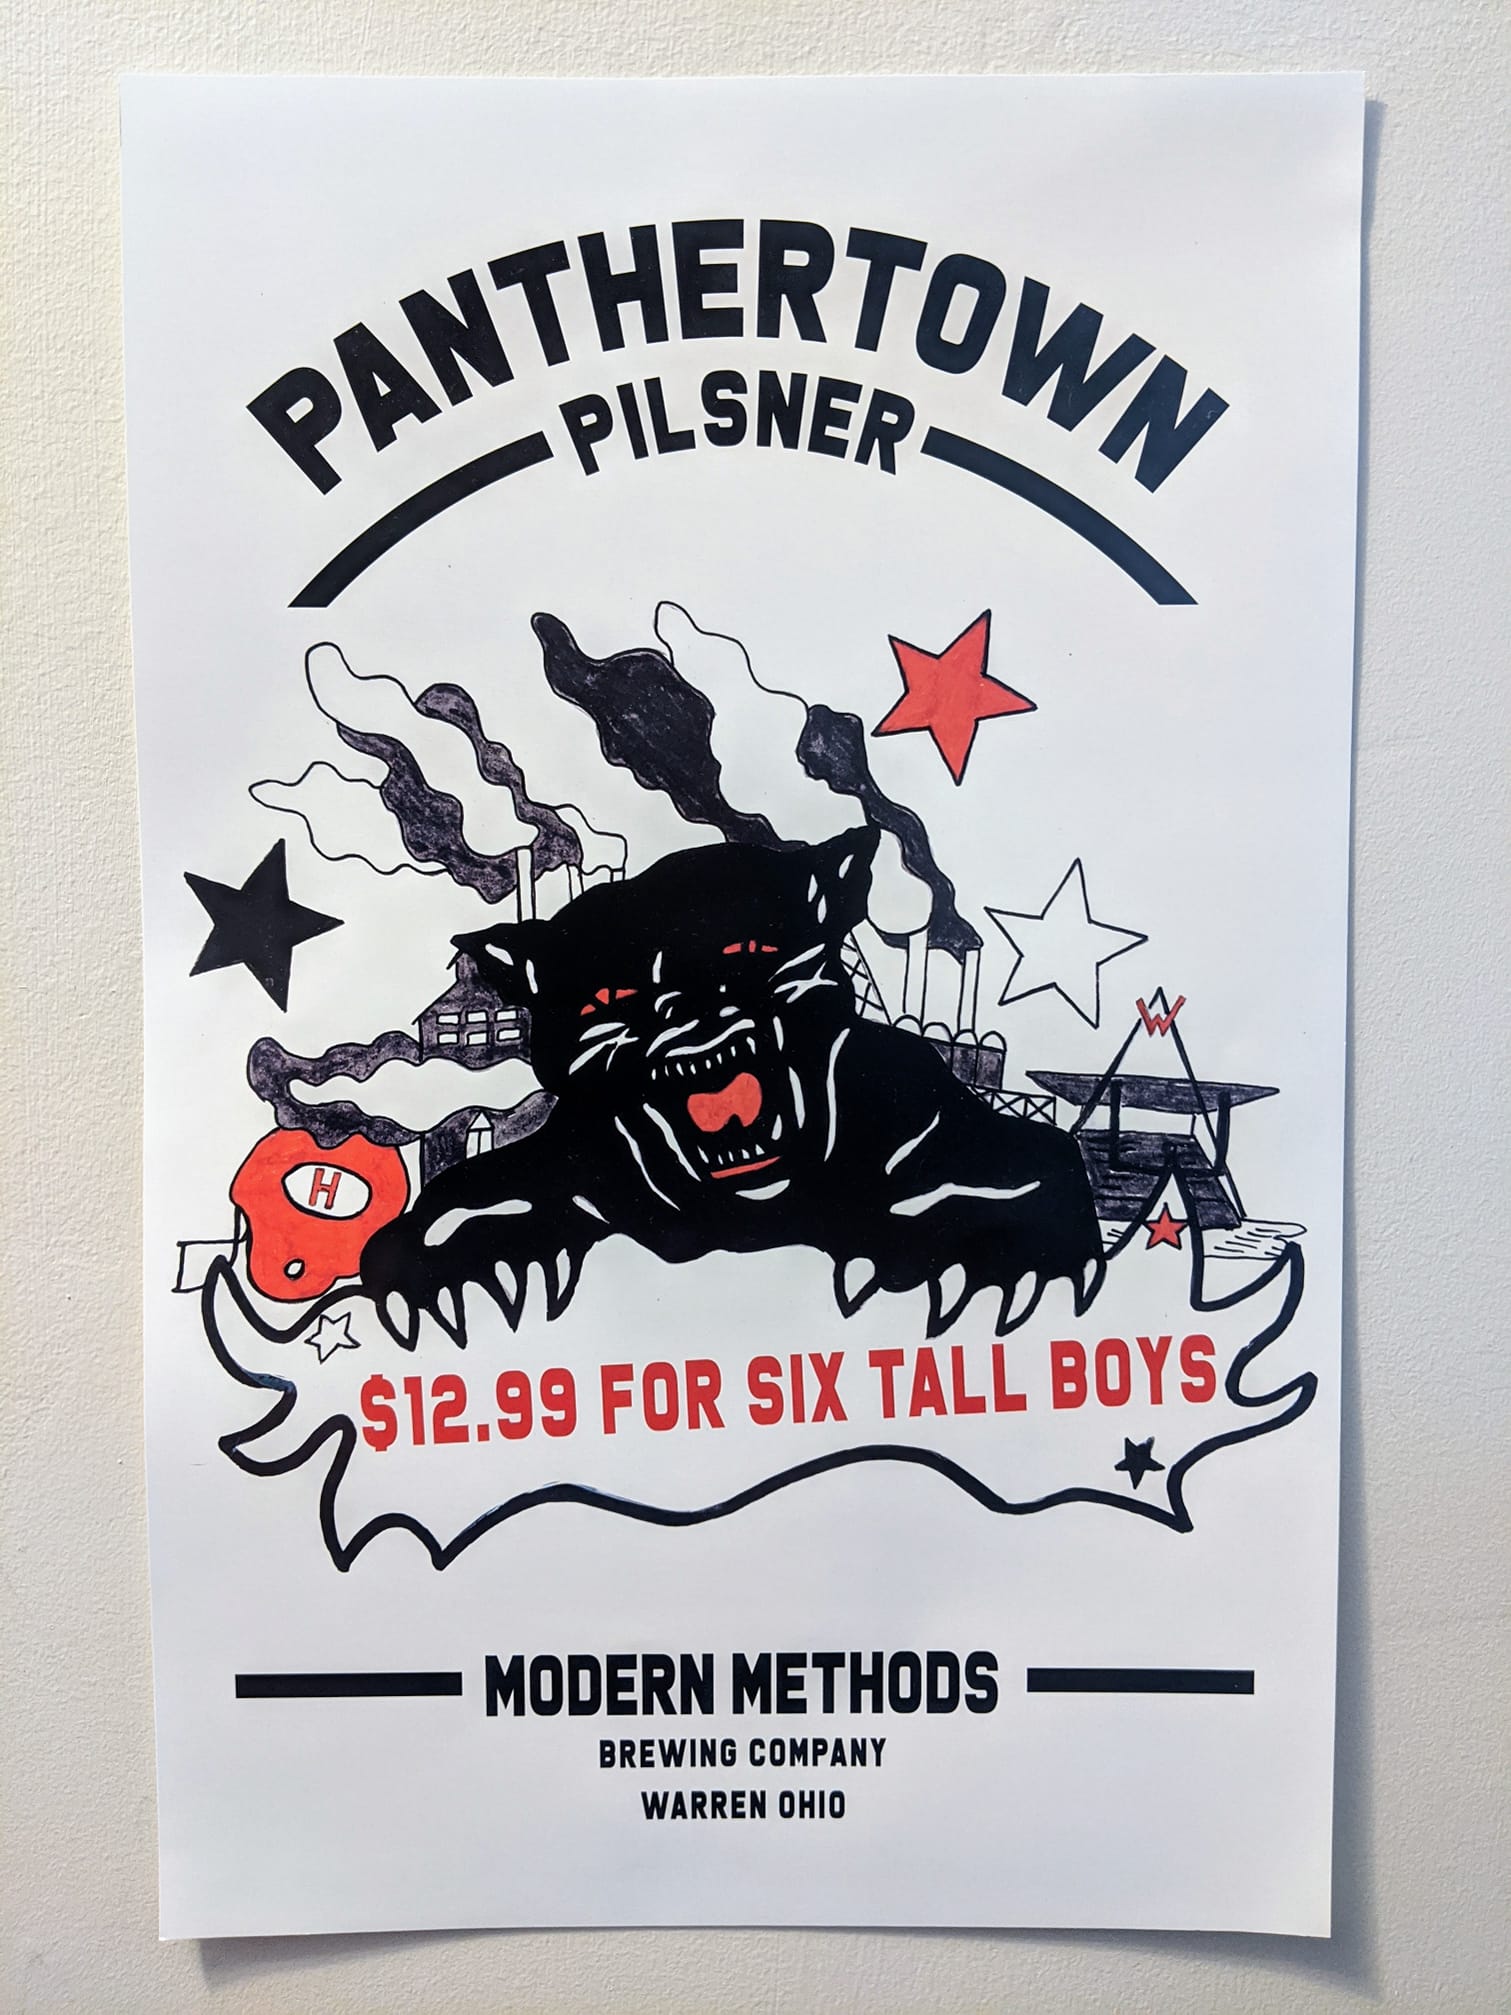 PANTHERTOWN
PILSNER
W
H
$12.99 FOR SIX TALL BOYS
MODERN METHODS
BREWING COMPANY
WARREN OHIO